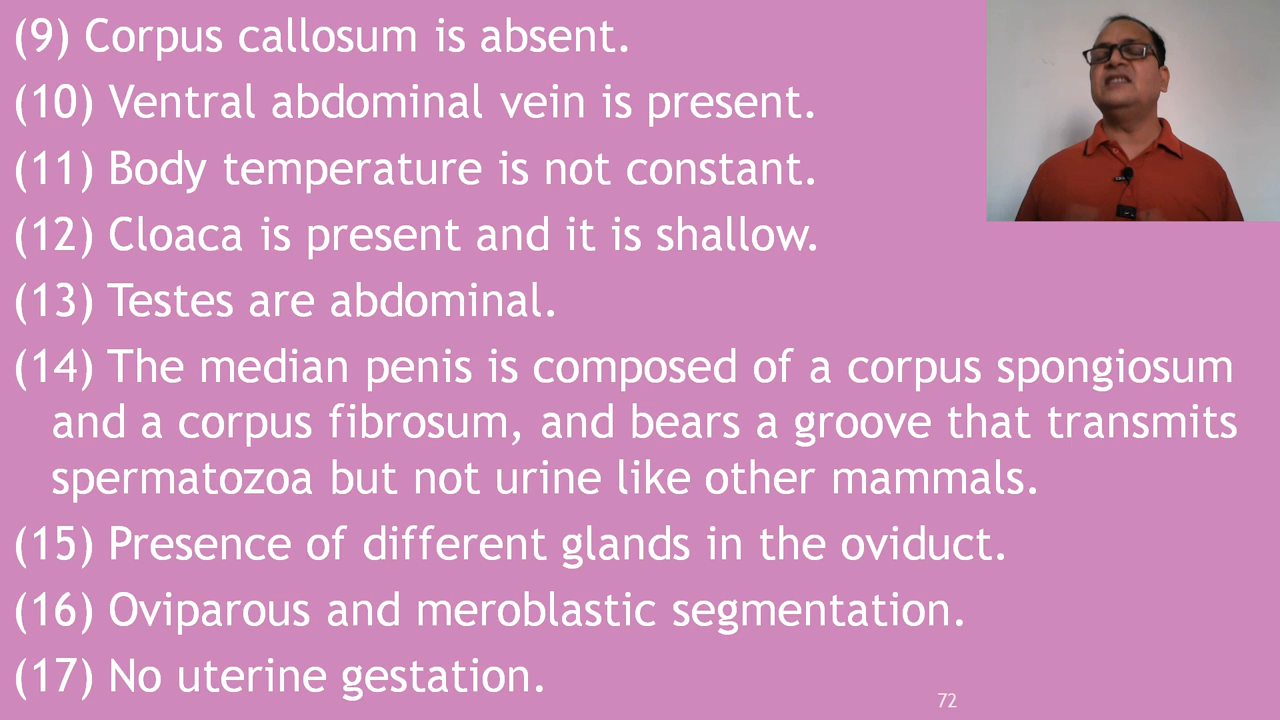 (9) Corpus callosum is absent.
(10) Ventral abdominal vein is present.
(11) Body temperature is not constant.
(12) Cloaca is present and it is shallow.
(13) Testes are abdominal.
(14) The median penis is composed of a corpus spongiosum
and a corpus fibrosum, and bears a groove that transmits
spermatozoa but not urine like other mammals.
(15) Presence of different glands in the oviduct.
(16) Oviparous and meroblastic segmentation.
(17) No uterine gestation.
72